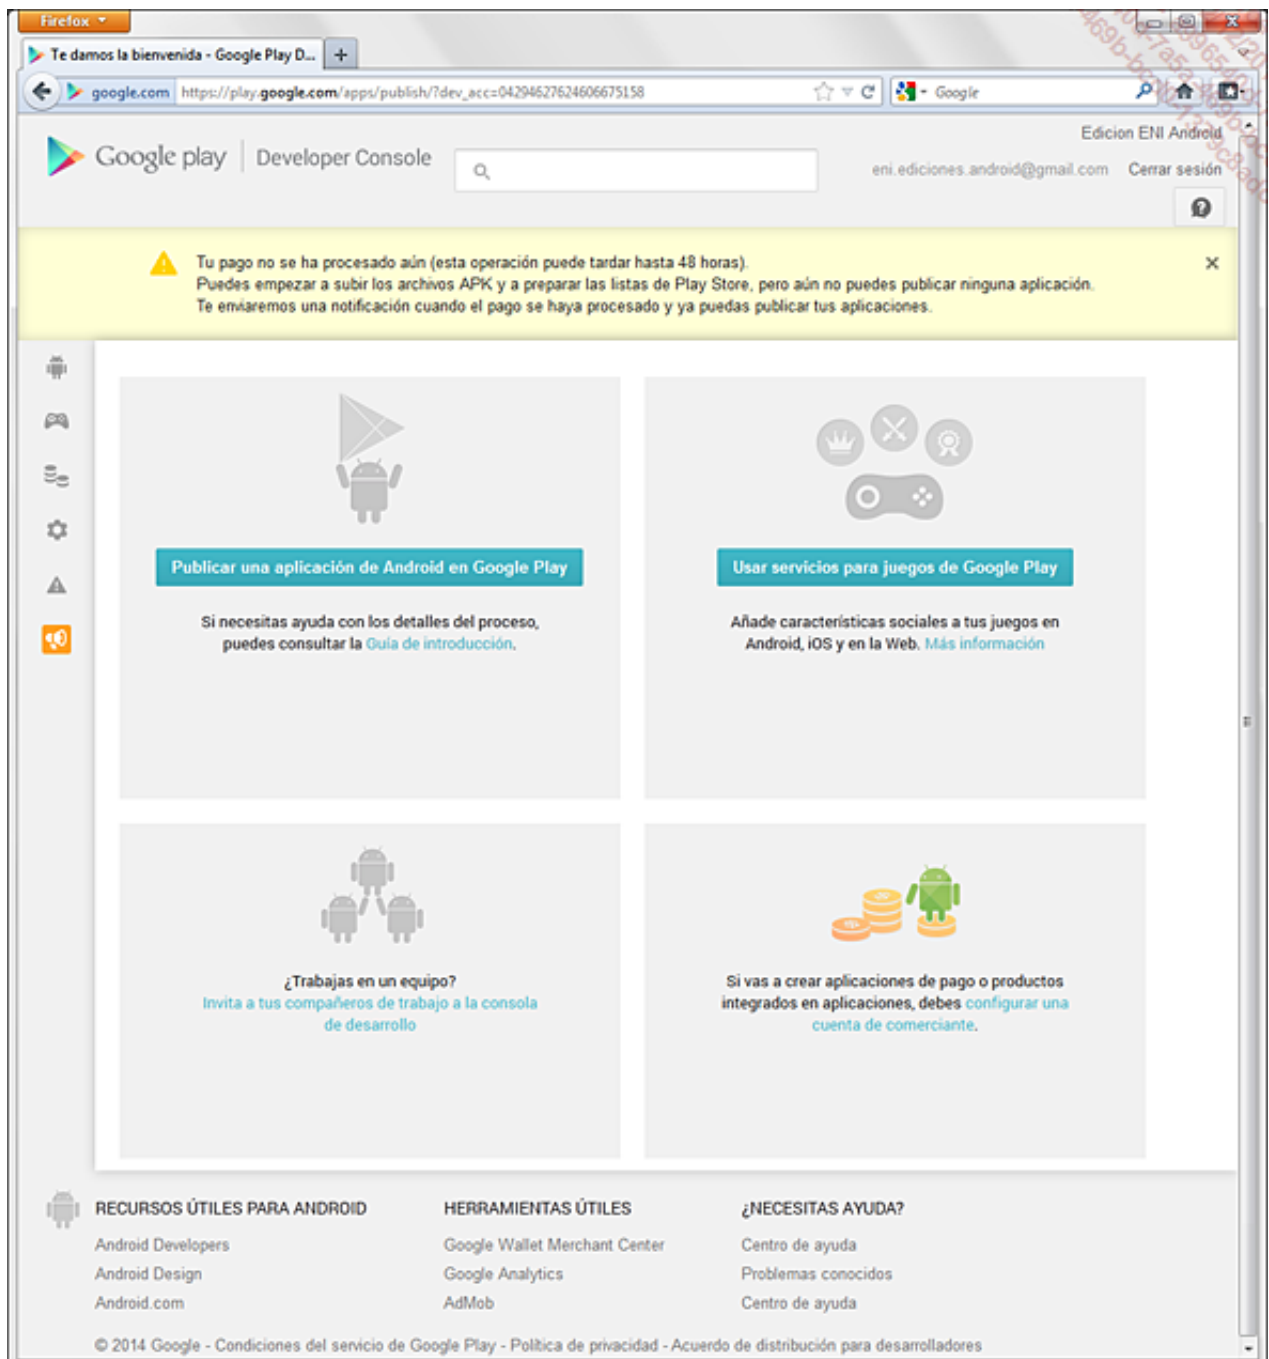 Firefox
Te damos la bienvenida - Google Play D...
google.com https://play.google.com/apps/publish/?dev_acc=04294627624606675158
Google
Edicion ENI Android
Google play Developer Console
eni.ediciones.android@gmail.com Cerrar sesión
Tu pago no se ha procesado aún (esta operación puede tardar hasta 48 horas).
Puedes empezar a subir los archivos APK y a preparar las listas de Play Store, pero aún no puedes publicar ninguna aplicación.
Te enviaremos una notificación cuando el pago se haya procesado y ya puedas publicar tus aplicaciones.
Publicar una aplicación de Android en Google Play
Si necesitas ayuda con los detalles del proceso,
puedes consultar la Guía de introducción.
Usar servicios para juegos de Google Play
Añade características sociales a tus juegos en
Android, iOS y en la Web. Más información
¿Trabajas en un equipo?
Invita a tus compañeros de trabajo a la consola
de desarrollo
Si vas a crear aplicaciones de pago o productos
integrados en aplicaciones, debes configurar una
cuenta de comerciante.
RECURSOS ÚTILES PARA ANDROID
Android Developers
Android Design
Android.com
HERRAMIENTAS ÚTILES
Google Wallet Merchant Center
Google Analytics
AdMob
¿NECESITAS AYUDA?
Centro de ayuda
Problemas conocidos
Centro de ayuda
© 2014 Google - Condiciones del servicio de Google Play - Política de privacidad - Acuerdo de distribución para desarrolladores